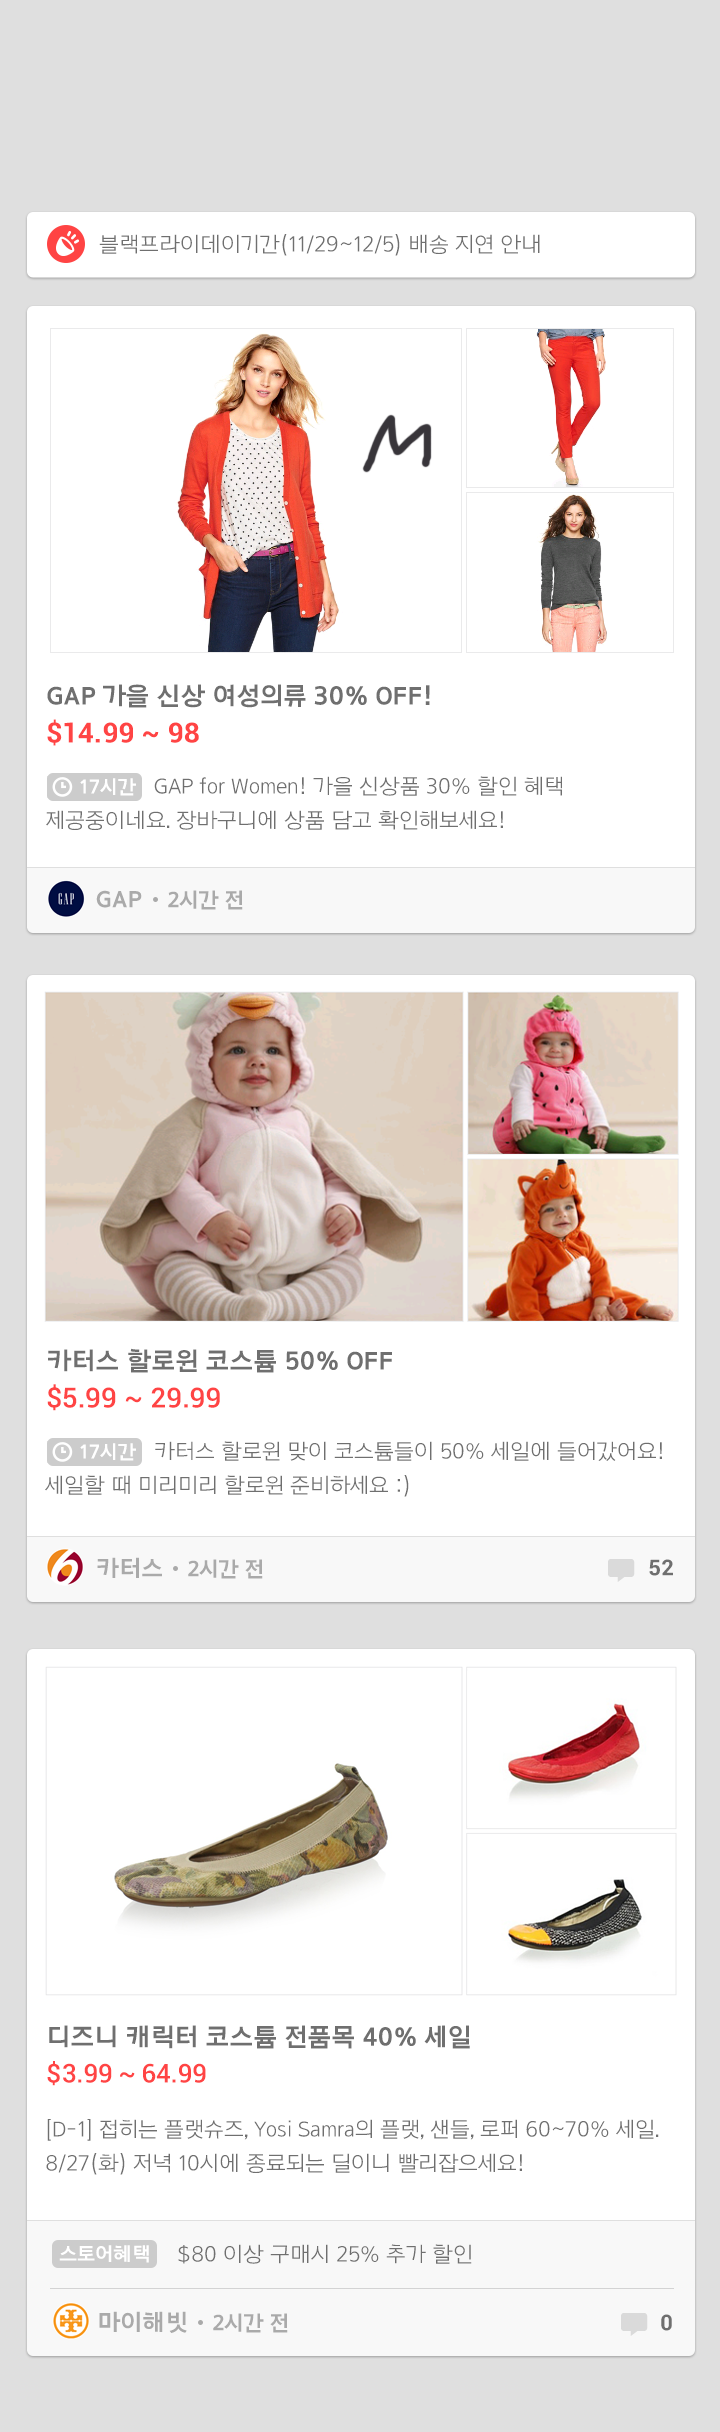 블랙프라이데이기간(11/29~12/5) 배송 지연 안내
M
GAP 가을 신상 여성의류 30% OFF!
$14.99 ~ 98
17시간 GAP for Women! 가을 신상품 30% 할인 혜택
제공중이네요. 장바구니에 상품 담고 확인해보세요!
GAP GAP • 2시간 전
카터스 할로윈 코스튬 50% OFF
$5.99 ~ 29.99
17시간 카터스 할로윈 맞이 코스튬들이 50% 세일에 들어갔어요!
세일할 때 미리미리 할로윈 준비하세요 :)
카터스 • 2시간 전 52
디즈니 캐릭터 코스튬 전품목 40% 세일
$3.99 ~ 64.99
[D-1] 접히는 플랫슈즈, Yosi Samra의 플랫, 샌들, 로퍼 60~70% 세일.
8/27(화) 저녁 10시에 종료되는 딜이니 빨리잡으세요!
스토어혜택 $80 이상 구매시 25% 추가 할인
마이해빗 • 2시간 전 0